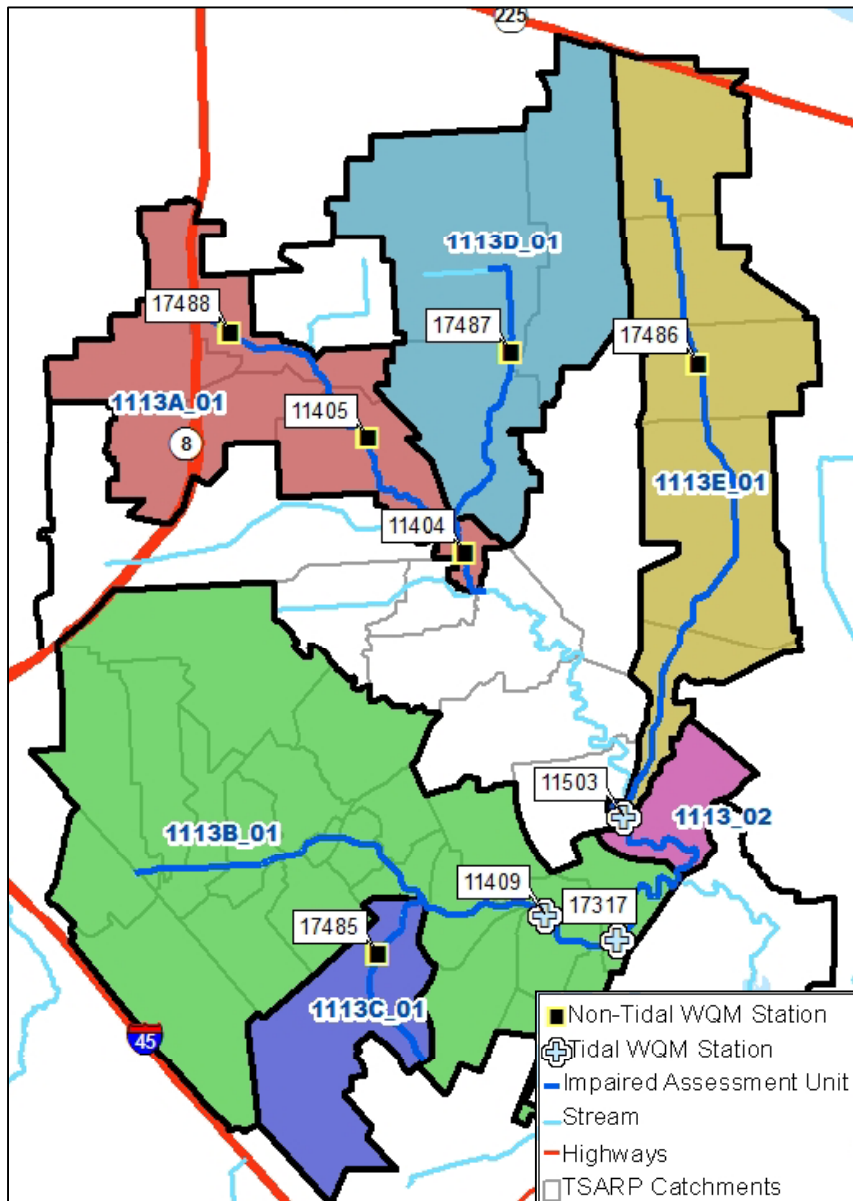 225
1113D_01
17488
17487
17486
1113A_01
11405
8
1113E_01
11404
11503
1113_02
1113B_01
11409
17317
17485
1113C_01
45
Non-Tidal WQM Station
Tidal WQM Station
Impaired Assessment Unit
Stream
Highways
TSARP Catchments